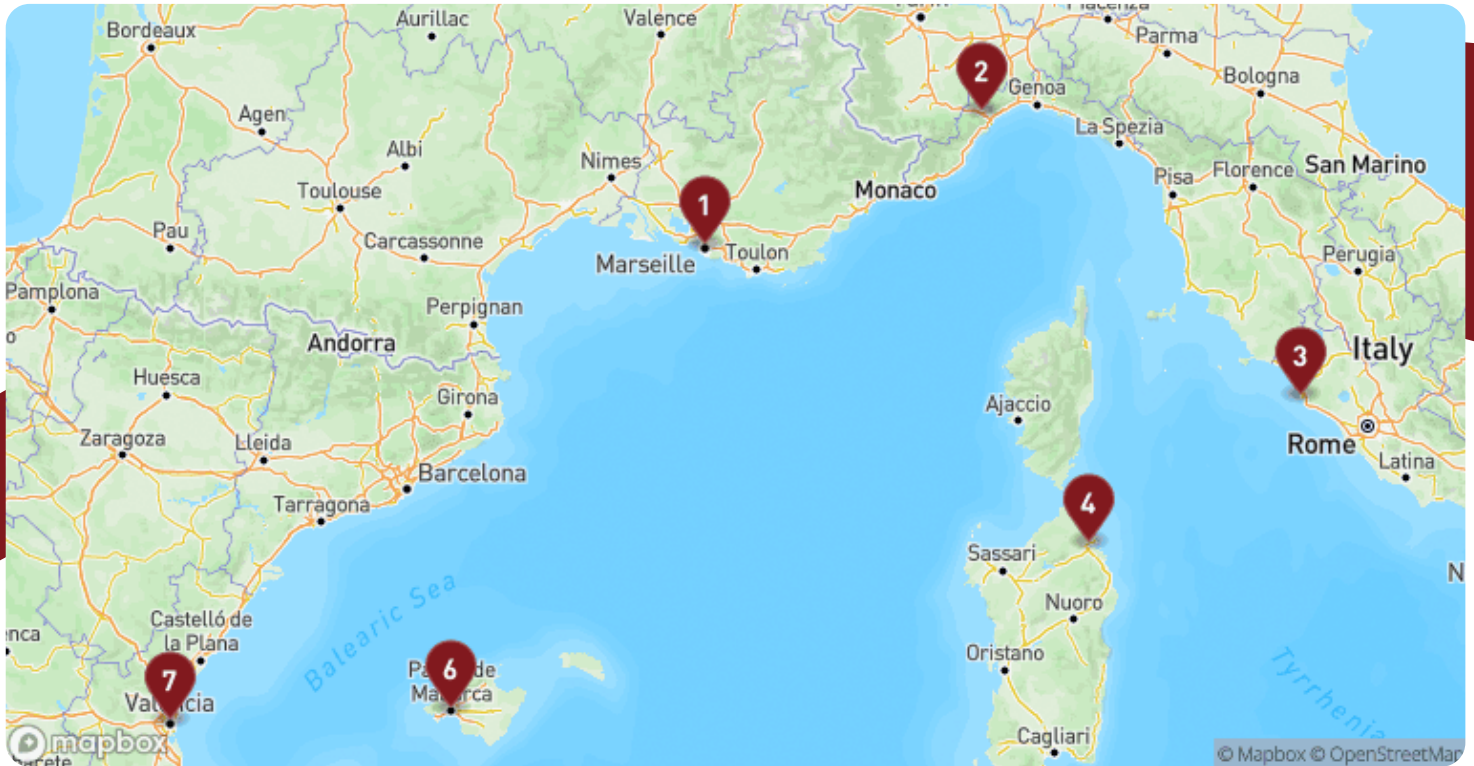 Aurillac
Valence
Bordeaux
Parma
2
Bologna
Genoa
Agen
La Spezia
Albi
Nimes
San Marino
Florence
Toulouse
Pisa
Monaco
1
Pau
Carcassonne
Toulon
Perugia
Marseille
Pamplona
Perpignan
Andorra
3
Italy
Huesca
Girona
Ajaccio
Zaragoza
Lleida
Rome
Barcelona
Latina
Tarragona
4
Sassari
N
Balearic Sea
Nuoro
Castelló de
la Plana
enca
Oristano
6
7
Tyrrhenia
Cagliari
mapbox
© Mapbox © OpenStreetMap